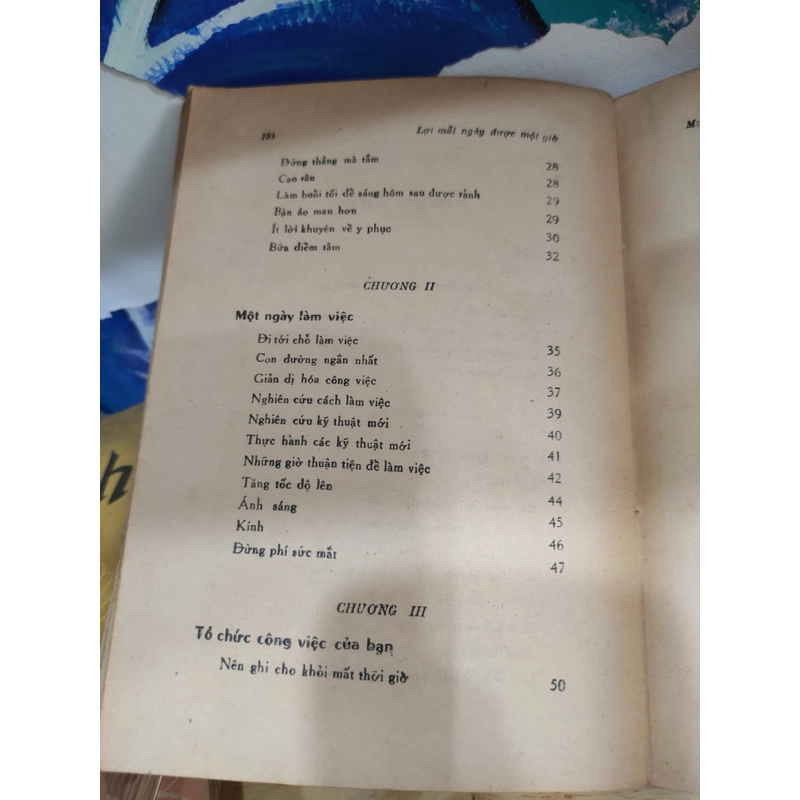 284 Lợi mỗi ngày được một giờ
Đứng thẳng mà tắm 28
Cạo râu 28
Làm buổi tối để sáng hôm sau được rảnh 29
Bận áo mau hơn 29
Ít lời khuyên về y phục 30
Bữa điểm tâm 32
CHƯƠNG II
Một ngày làm việc
Đi tới chỗ làm việc 35
Con đường ngắn nhất 36
Giản dị hóa công việc 37
Nghiên cứu cách làm việc 39
Nghiên cứu kỹ thuật mới 40
Thực hành các kỹ thuật mới 41
Những giờ thuận tiện để làm việc 42
Tăng tốc độ lên 44
Ánh sáng 45
Kính 46
Đừng phí sức mắt 47
CHƯƠNG III
Tổ chức công việc của bạn
Nên ghi cho khỏi mất thời giờ 50